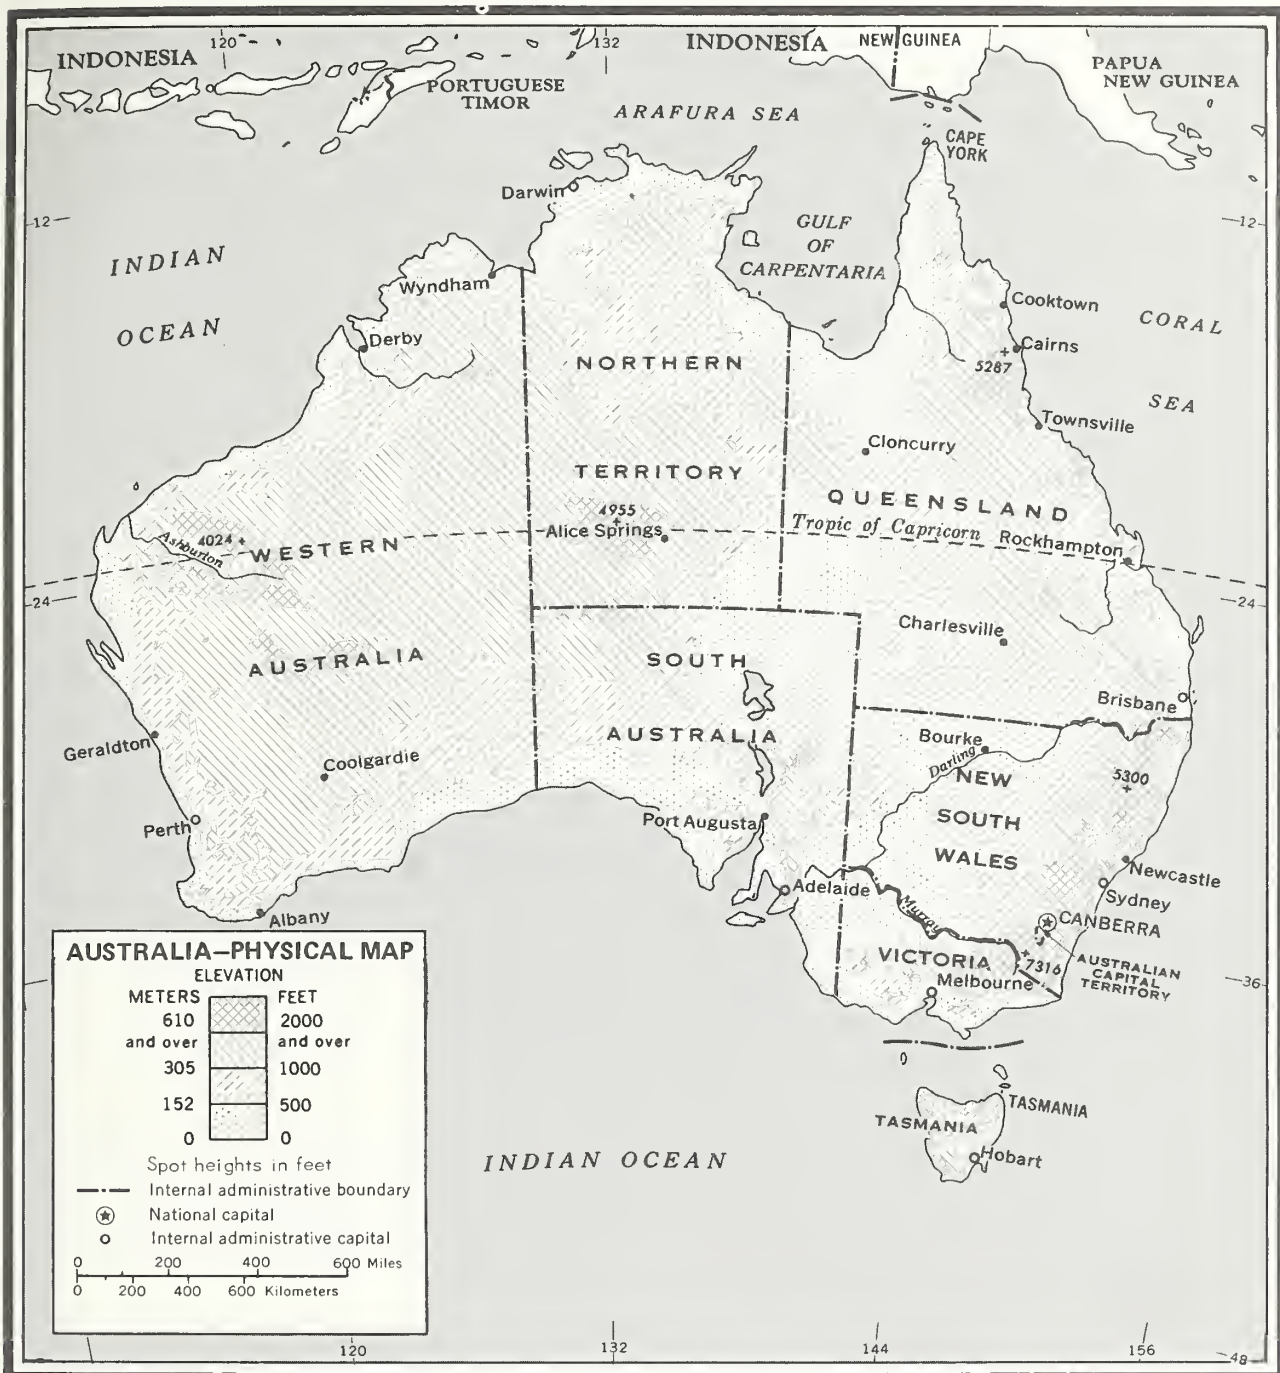 120
132
INDONESIA
INDONESIA
NEW GUINEA
PAPUA
NEW GUINEA
PORTUGUESE
TIMOR
ARAFURA SEA
CAPE
YORK
Darwin
12
12
GULF
OF
CARPENTARIA
INDIAN
OCEAN
Wyndham
Cooktown
CORAL
SEA
Derby
Cairns
5287
NORTHERN
TERRITORY
Townsville
Cloncurry
QUEENSLAND
4955
Alice Springs
Tropic of Capricorn
Rockhampton
4024
Ashburton
WESTERN
AUSTRALIA
24
24
Charlesville
SOUTH
AUSTRALIA
Brisbane
Geraldton
Coolgardie
Bourke
Darling
NEW
SOUTH
WALES
5300
Perth
Port Augusta
Newcastle
Adelaide
Sydney
Albany
Murray
CANBERRA
VICTORIA
7316
AUSTRALIAN
CAPITAL
TERRITORY
Melbourne
36
AUSTRALIA—PHYSICAL MAP
ELEVATION
METERS FEET
610 2000
and over and over
305 1000
152 500
0 0
Spot heights in feet
Internal administrative boundary
National capital
Internal administrative capital
0 200 400 600 Miles
0 200 400 600 Kilometers
TASMANIA
TASMANIA
Hobart
INDIAN OCEAN
120
132
144
156
48